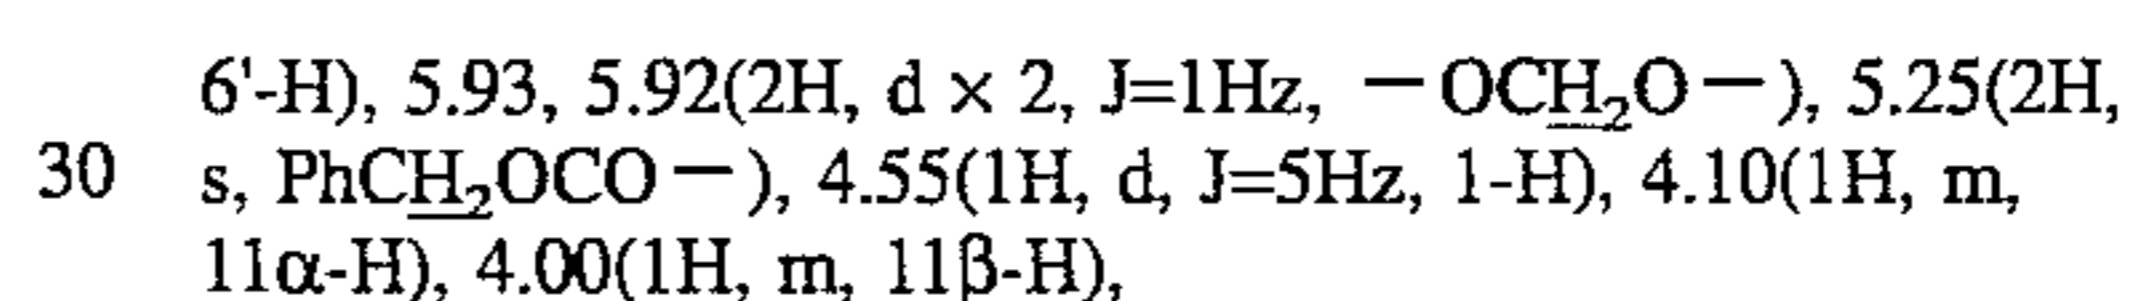 6'-H), 5.93, 5.92(2H, d × 2, J=1Hz, —OCH₂O—), 5.25(2H,
30 s, PhCH₂OCO—), 4.55(1H, d, J=5Hz, 1-H), 4.10(1H, m,
11α-H), 4.00(1H, m, 11β-H),